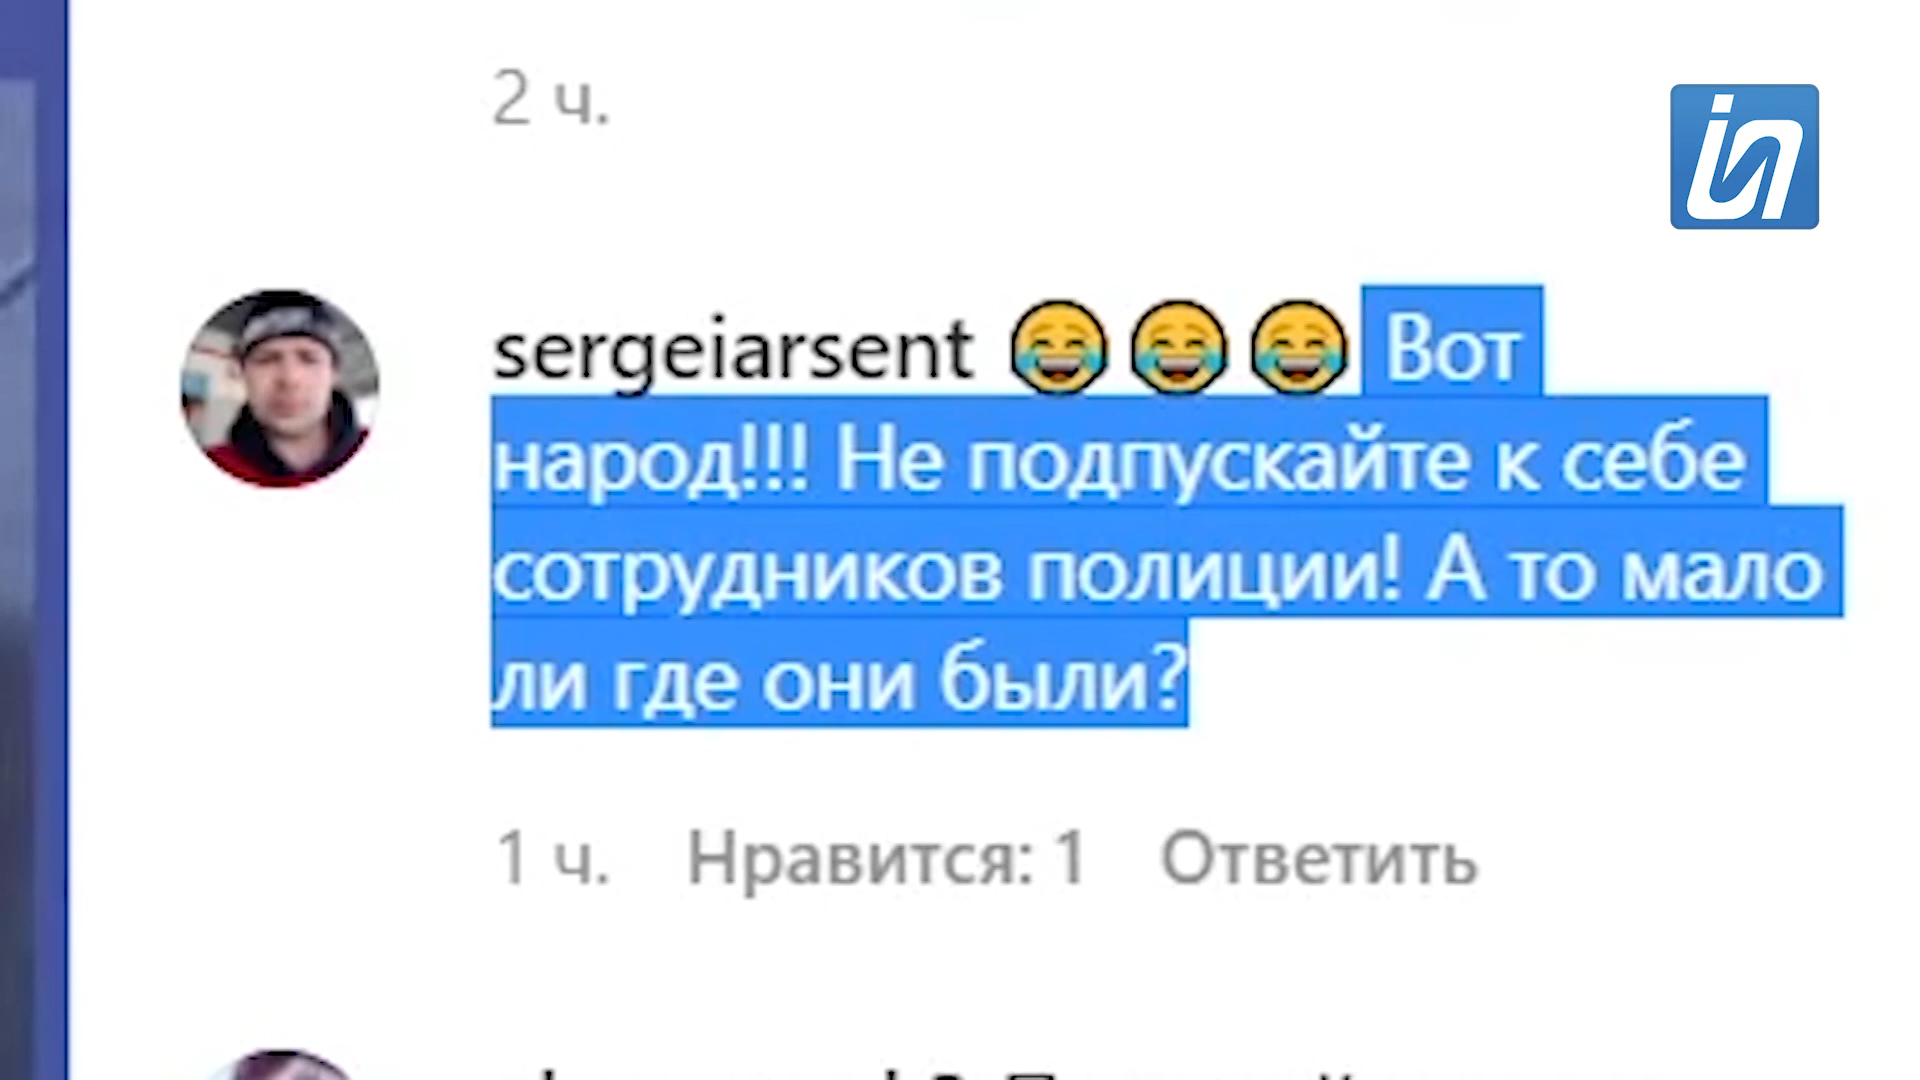 2 ч.
in
sergeiarsent 😂😂😂 Вот
народ!!! Не подпускайте к себе
сотрудников полиции! А то мало
ли где они были?
1 ч. Нравится: 1 Ответить